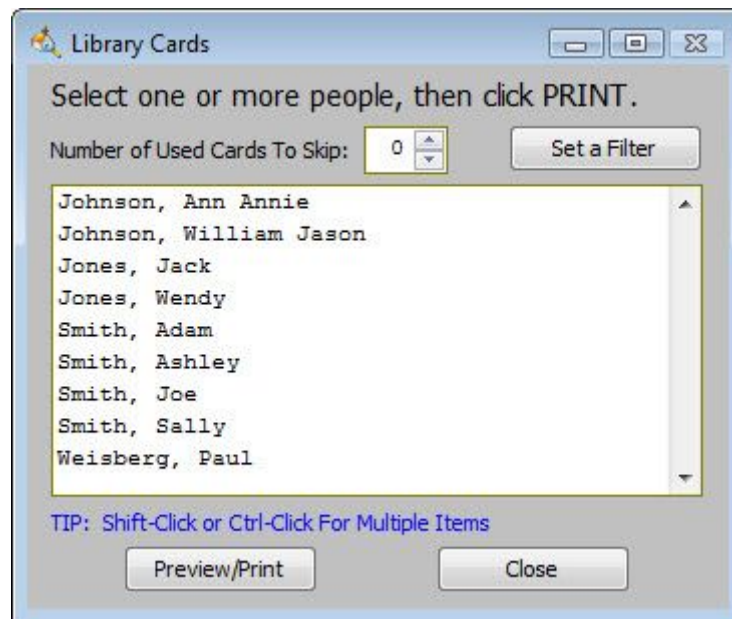 Library Cards
Select one or more people, then click PRINT.
Number of Used Cards To Skip: 0 Set a Filter
Johnson, Ann Annie
Johnson, William Jason
Jones, Jack
Jones, Wendy
Smith, Adam
Smith, Ashley
Smith, Joe
Smith, Sally
Weisberg, Paul
TIP: Shift-Click or Ctrl-Click For Multiple Items
Preview/Print Close